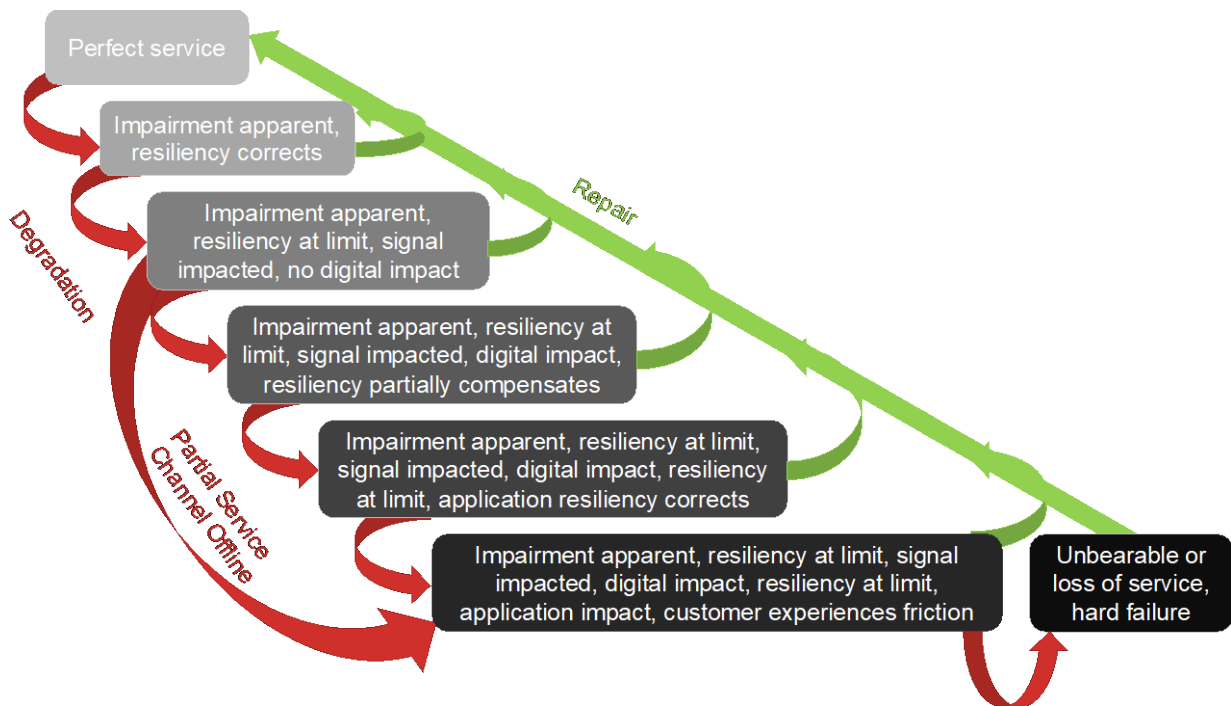 Perfect service
Impairment apparent,
resiliency corrects
Impairment apparent,
resiliency at limit, signal
impacted, no digital impact
Repair
Degradation
Impairment apparent, resiliency at
limit, signal impacted, digital impact,
resiliency partially compensates
Partial Service
Channel Offline
Impairment apparent, resiliency at limit,
signal impacted, digital impact, resiliency
at limit, application resiliency corrects
Impairment apparent, resiliency at limit, signal
impacted, digital impact, resiliency at limit,
application impact, customer experiences friction
Unbearable or
loss of service,
hard failure